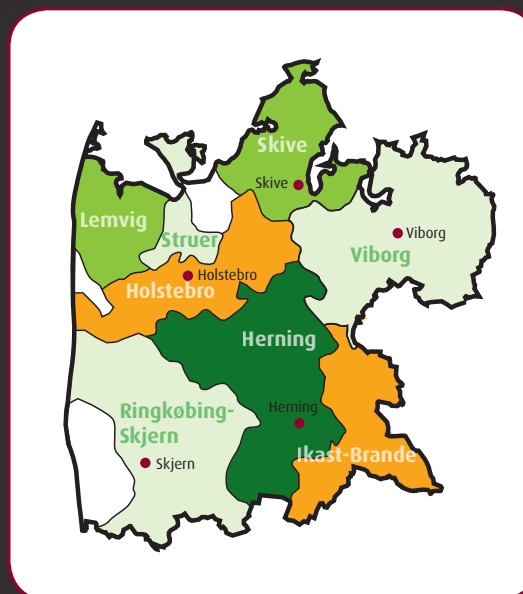 Skive
Skive
Lemvig
Struer
Viborg
Viborg
Holstebro
Holstebro
Herning
Herning
Ringkøbing-
Skjern
Skjern
Ikast-Brande